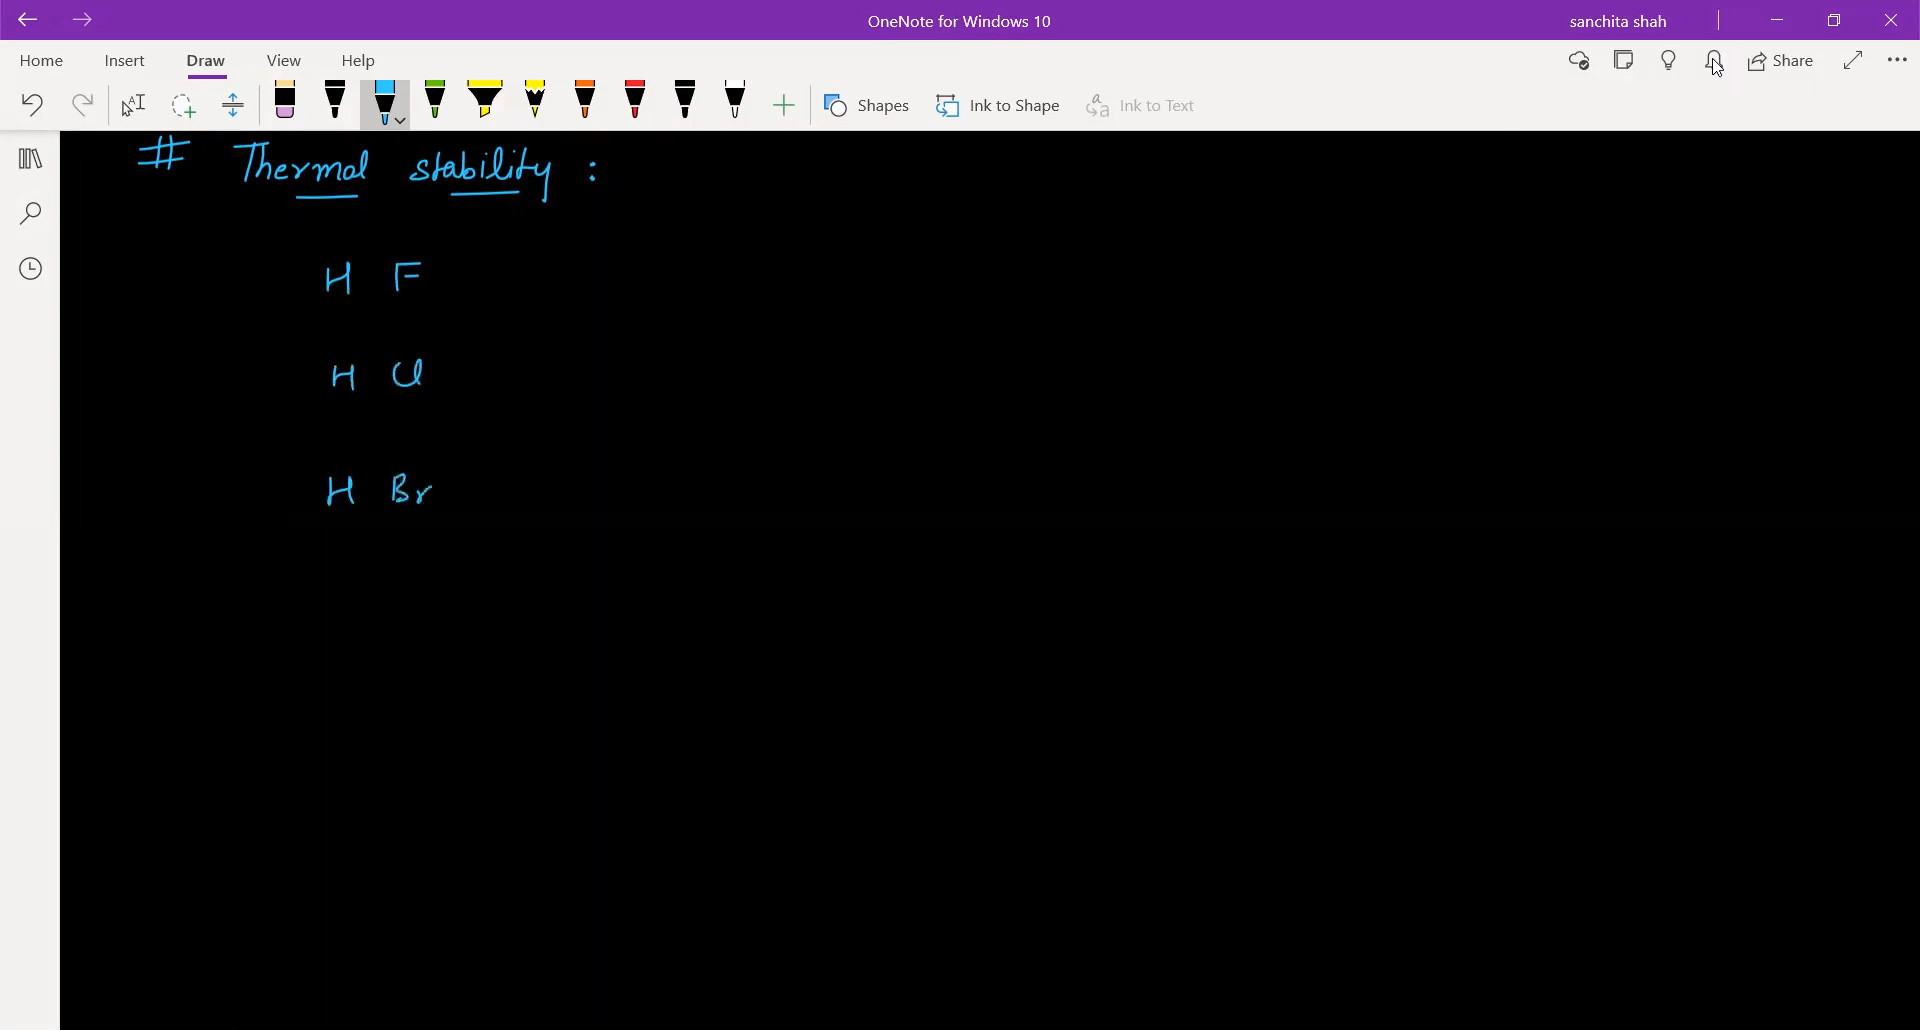 OneNote for Windows 10
sanchita shah
Home Insert Draw View Help
Share
Shapes Ink to Shape Ink to Text
# Thermal stability :
H F
H Cl
H Br